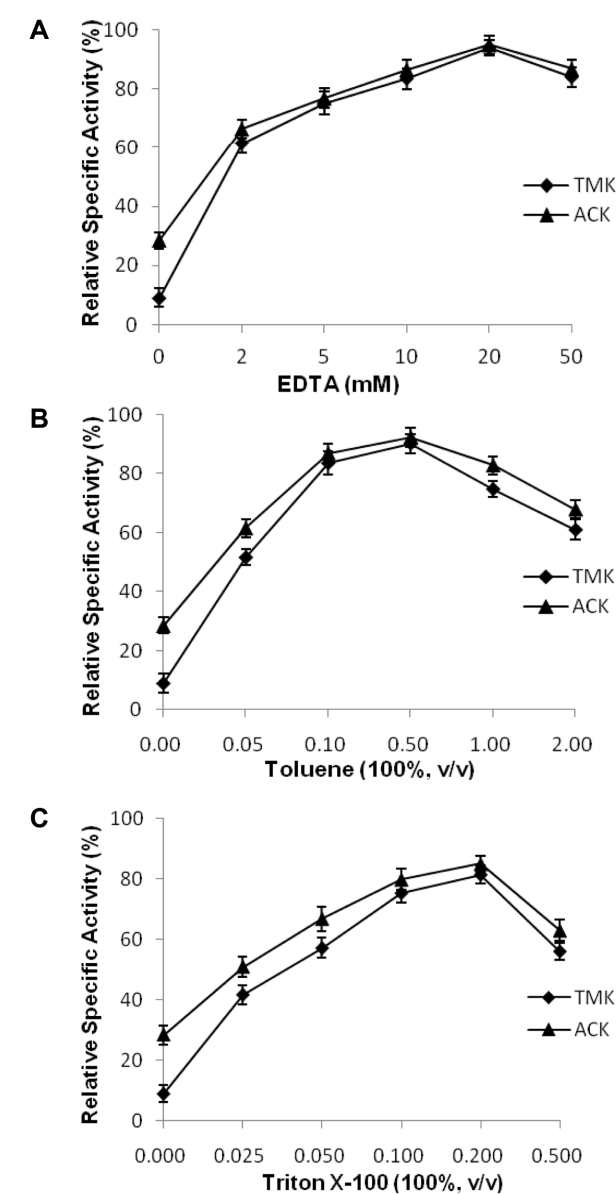 A
Relative Specific Activity (%)
100
80
60
40
20
0
0 2 5 10 20 50
EDTA (mM)
TMK
ACK
B
Relative Specific Activity (%)
100
80
60
40
20
0
0.00 0.05 0.10 0.50 1.00 2.00
Toluene (100%, v/v)
TMK
ACK
C
Relative Specific Activity (%)
100
80
60
40
20
0
0.000 0.025 0.050 0.100 0.200 0.500
Triton X-100 (100%, v/v)
TMK
ACK